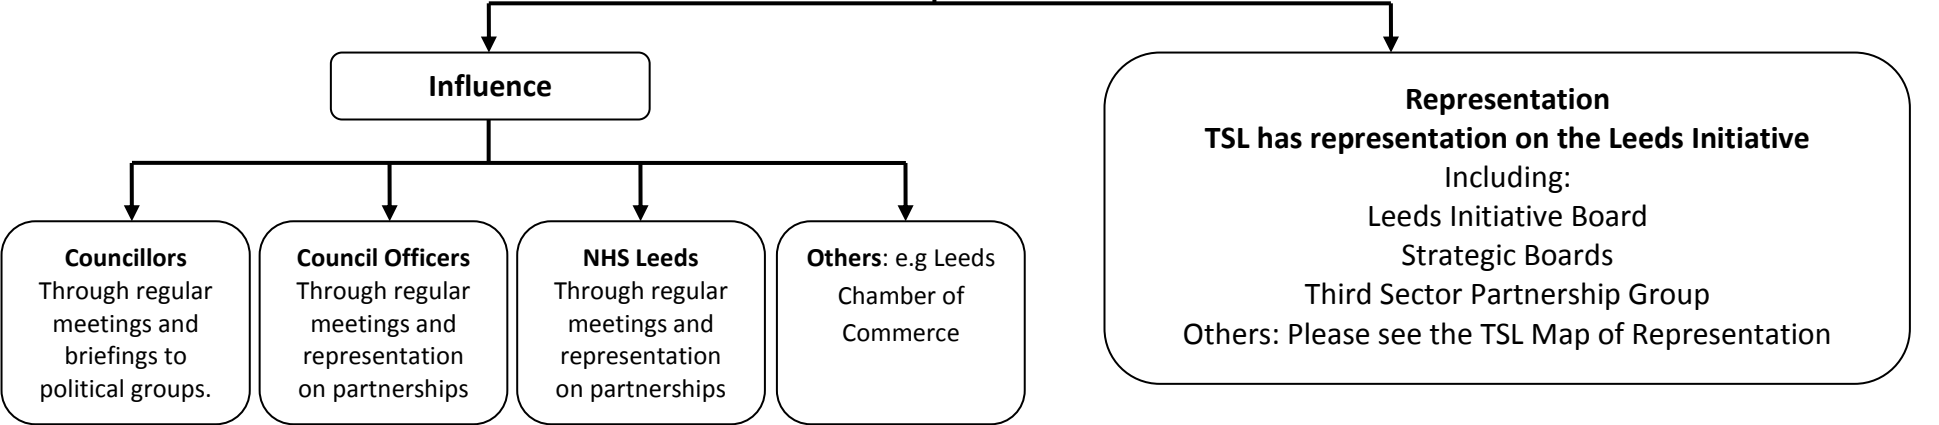 Influence
Councillors
Through regular
meetings and
briefings to
political groups.
Council Officers
Through regular
meetings and
representation
on partnerships
NHS Leeds
Through regular
meetings and
representation
on partnerships
Others: e.g Leeds
Chamber of
Commerce
Representation
TSL has representation on the Leeds Initiative
Including:
Leeds Initiative Board
Strategic Boards
Third Sector Partnership Group
Others: Please see the TSL Map of Representation